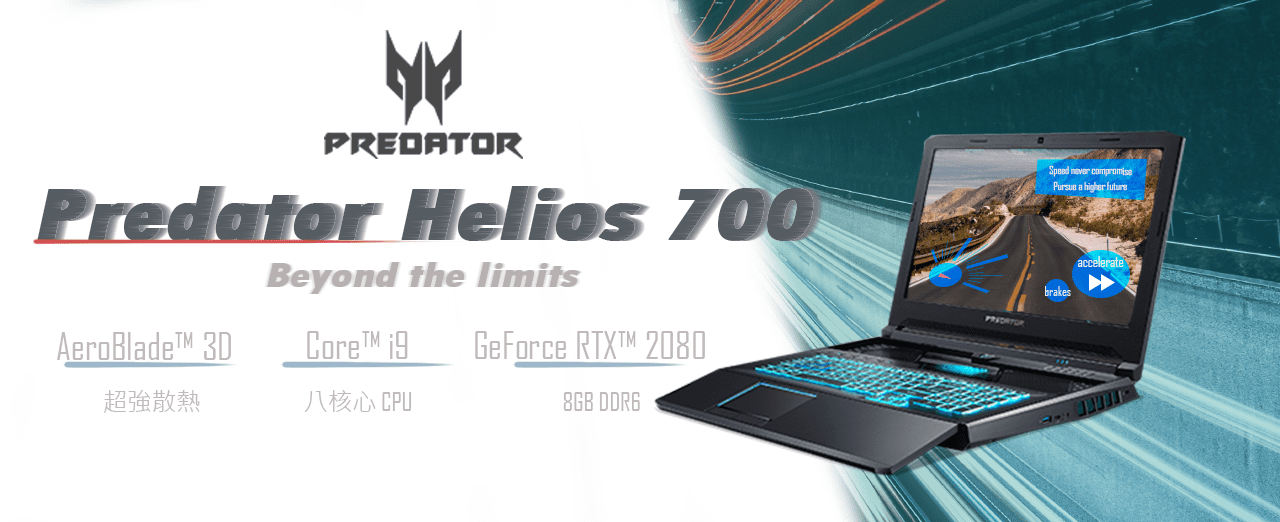 PREDATOR
Predator Helios 700
Beyond the limits
AeroBlade™ 3D
超強散熱
Core™ i9
八核心 CPU
GeForce RTX™ 2080
8GB DDR6
Speed never compromise
Pursue a higher future
accelerate
brakes
PREDATOR